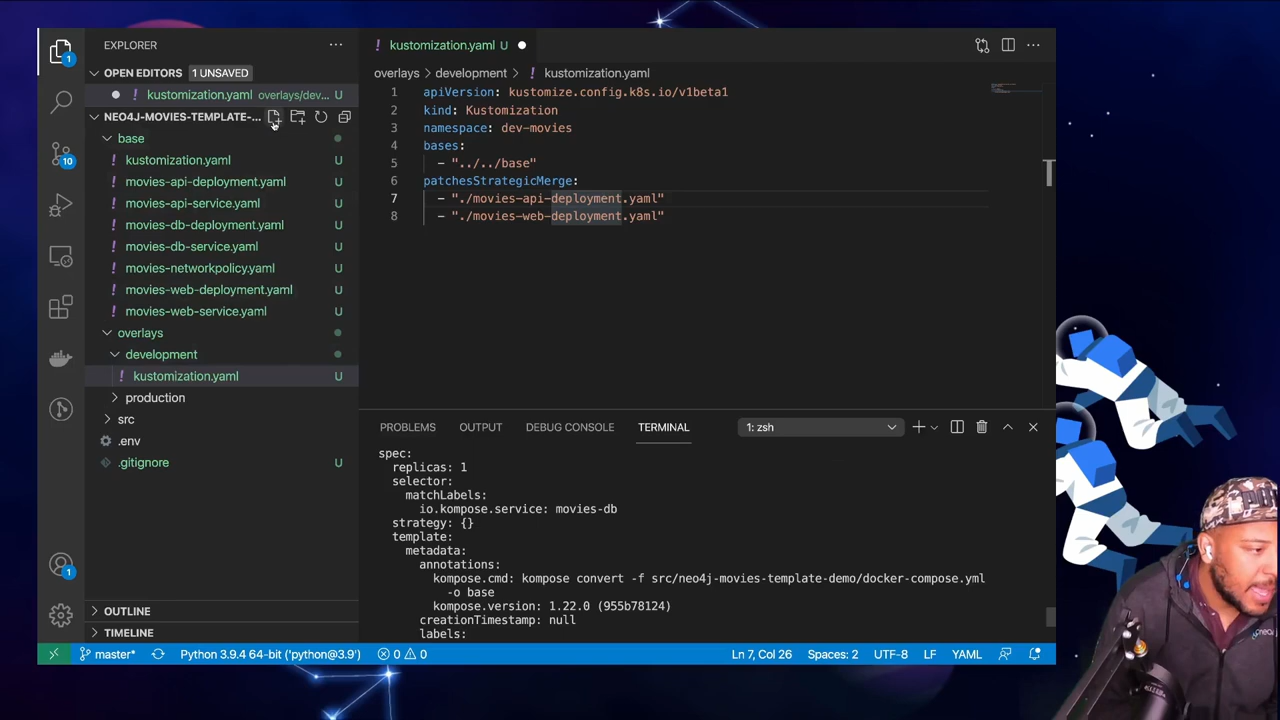 EXPLORER
OPEN EDITORS 1 UNSAVED
kustomization.yaml overlays/dev... U
NEO4J-MOVIES-TEMPLATE-...
base
kustomization.yaml U
movies-api-deployment.yaml U
movies-api-service.yaml U
movies-db-deployment.yaml U
movies-db-service.yaml U
movies-networkpolicy.yaml U
movies-web-deployment.yaml U
movies-web-service.yaml U
overlays
development
kustomization.yaml U
production
src
.env
.gitignore U
OUTLINE
TIMELINE
1
10
1
kustomization.yaml U
overlays > development > kustomization.yaml
1 apiVersion: kustomize.config.k8s.io/v1beta1
2 kind: Kustomization
3 namespace: dev-movies
4 bases:
5 - "../../base"
6 patchesStrategicMerge:
7 - "./movies-api-deployment.yaml"
8 - "./movies-web-deployment.yaml"
PROBLEMS OUTPUT DEBUG CONSOLE TERMINAL 1: zsh
spec:
replicas: 1
selector:
matchLabels:
io.kompose.service: movies-db
strategy: {}
template:
metadata:
annotations:
kompose.cmd: kompose convert -f src/neo4j-movies-template-demo/docker-compose.yml
-o base
kompose.version: 1.22.0 (955b78124)
creationTimestamp: null
labels:
master* Python 3.9.4 64-bit ('python@3.9') 0 0 Ln 7, Col 26 Spaces: 2 UTF-8 LF YAML